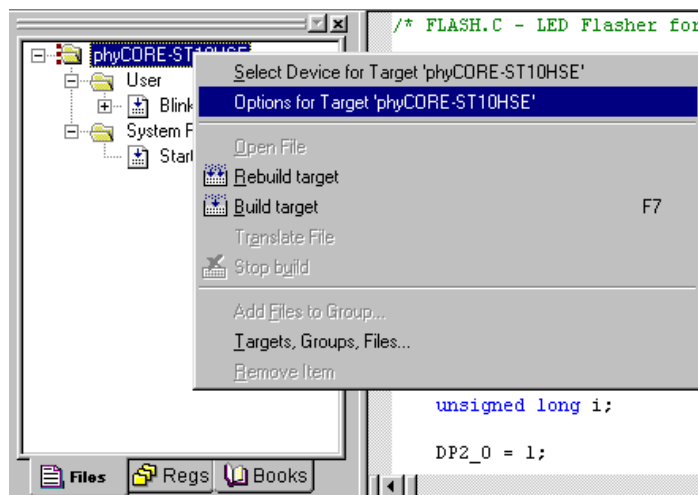 /* FLASH.C - LED Flasher for
phyCORE-ST10HSE
User
Blink
System F
Start
Select Device for Target 'phyCORE-ST10HSE'
Options for Target 'phyCORE-ST10HSE'
Open File
Rebuild target
Build target F7
Translate File
Stop build
Add Files to Group...
Targets, Groups, Files...
Remove Item
unsigned long i;
DP2_0 = 1;
Files Regs Books